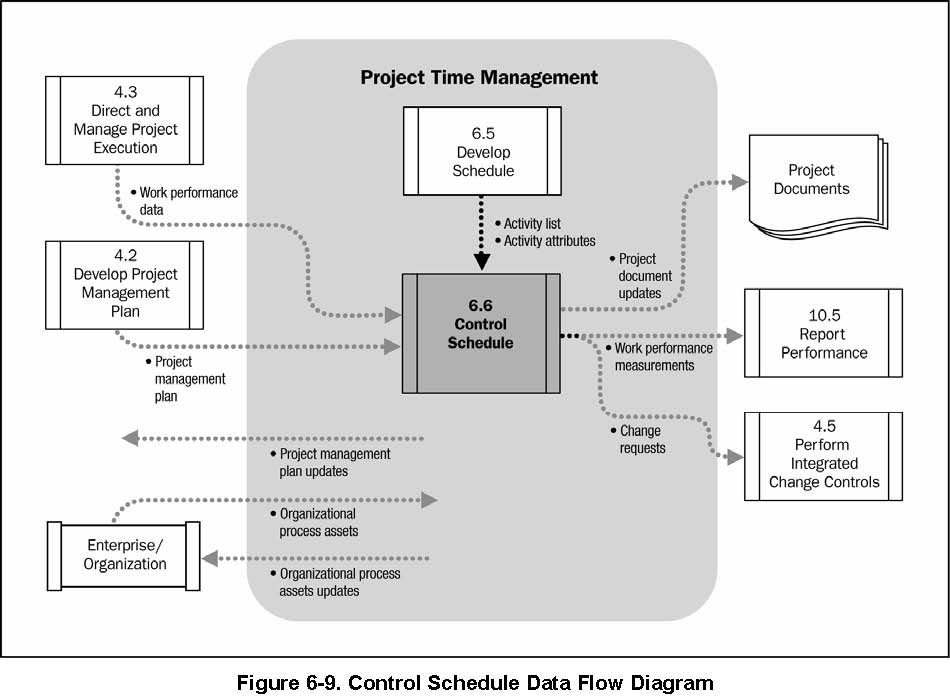 Project Time Management
4.3
Direct and
Manage Project
Execution
6.5
Develop
Schedule
Project
Documents
• Work performance
data
• Activity list
• Activity attributes
4.2
Develop Project
Management
Plan
• Project
document
updates
6.6
Control
Schedule
10.5
Report
Performance
• Project
management
plan
• Work performance
measurements
• Change
requests
4.5
Perform
Integrated
Change Controls
• Project management
plan updates
• Organizational
process assets
Enterprise/
Organization
• Organizational process
assets updates
Figure 6-9. Control Schedule Data Flow Diagram